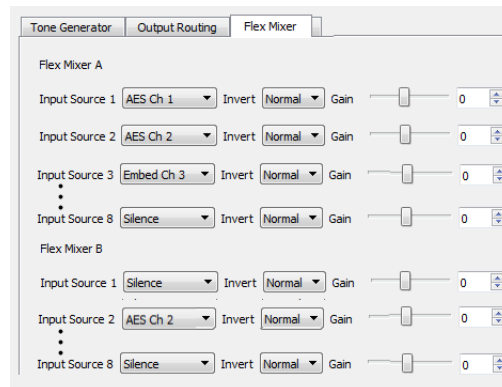 Tone Generator Output Routing Flex Mixer
Flex Mixer A
Input Source 1 AES Ch 1 Invert Normal Gain 0
Input Source 2 AES Ch 2 Invert Normal Gain 0
Input Source 3 Embed Ch 3 Invert Normal Gain 0
Input Source 8 Silence Invert Normal Gain 0
Flex Mixer B
Input Source 1 Silence Invert Normal Gain 0
Input Source 2 AES Ch 2 Invert Normal Gain 0
Input Source 8 Silence Invert Normal Gain 0